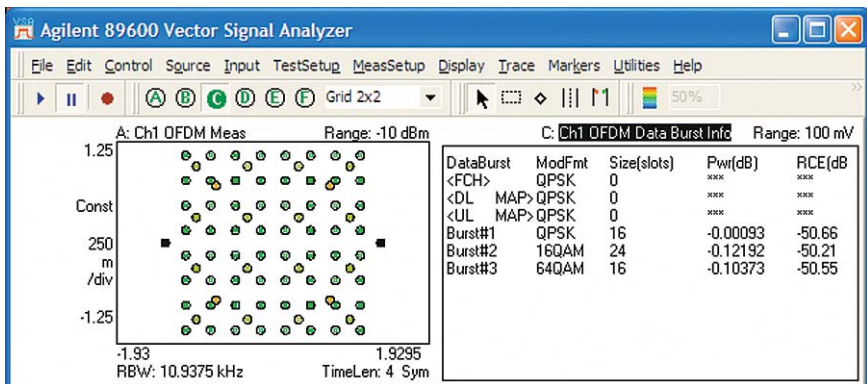 VSA
Agilent 89600 Vector Signal Analyzer
File Edit Control Source Input TestSetup MeasSetup Display Trace Markers Utilities Help
A B C D E F Grid 2x2 50%
A: Ch1 OFDM Meas Range: -10 dBm
1.25
Const
250
m
/div
-1.25
-1.93 1.9295
RBW: 10.9375 kHz TimeLen: 4 Sym
C: Ch1 OFDM Data Burst Info Range: 100 mV
DataBurst ModFmt Size(slots) Pwr(dB) RCE(dB
<FCH> QPSK 0 *** ***
<DL MAP> QPSK 0 *** ***
<UL MAP> QPSK 0 *** ***
Burst#1 QPSK 16 -0.00093 -50.66
Burst#2 16QAM 24 -0.12192 -50.21
Burst#3 64QAM 16 -0.10373 -50.55